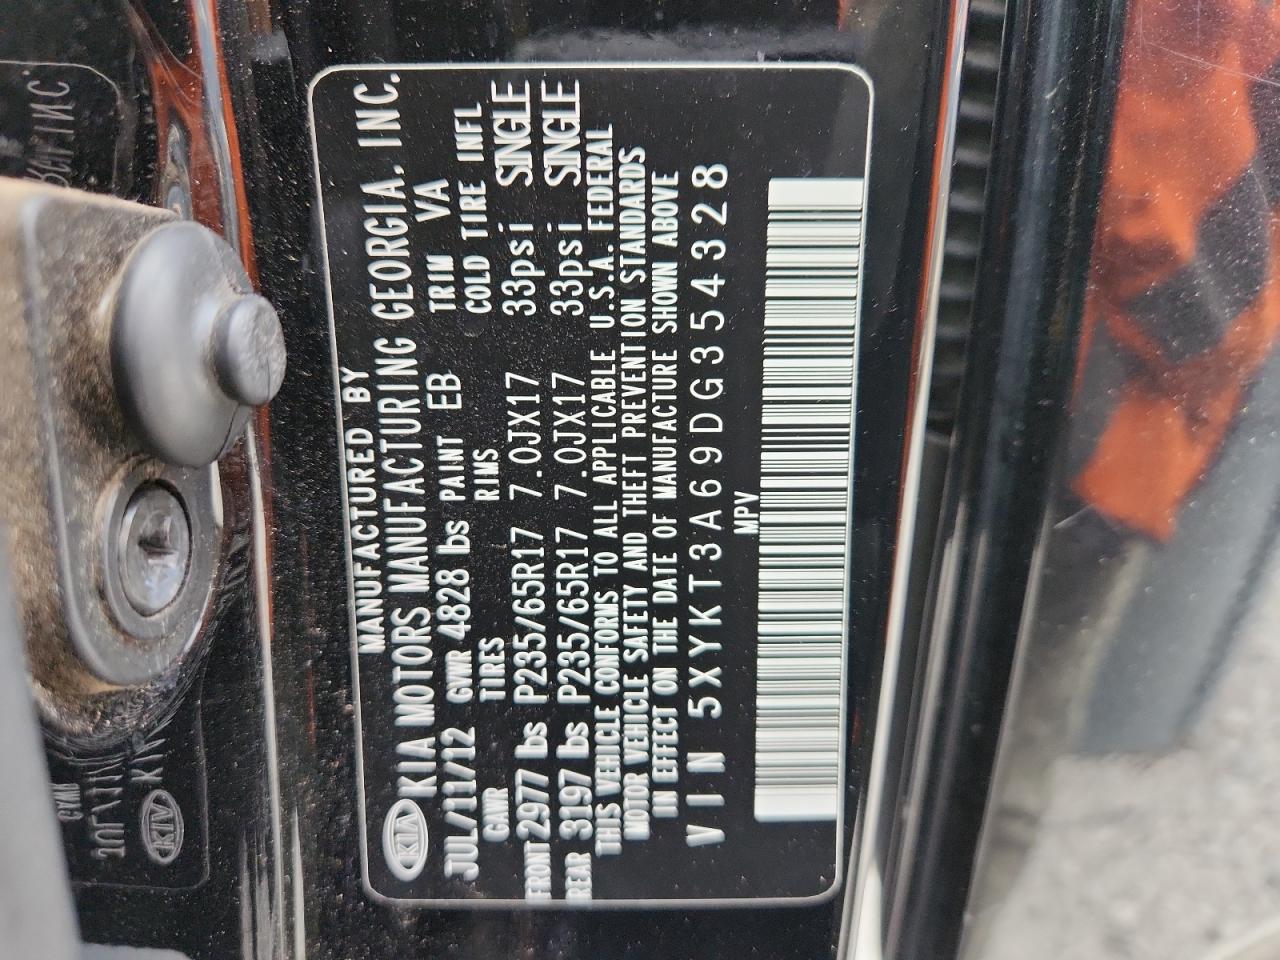 MANUFACTURED BY
KIA KIA MOTORS MANUFACTURING GEORGIA. INC.
JUL/11/12 GVWR 4828 lbs PAINT EB TRIM VA
GAWR TIRES RIMS COLD TIRE INFL
FRONT 2977 lbs P235/65R17 7.0JX17 33psi SINGLE
REAR 3197 lbs P235/65R17 7.0JX17 33psi SINGLE
THIS VEHICLE CONFORMS TO ALL APPLICABLE U.S.A. FEDERAL
MOTOR VEHICLE SAFETY AND THEFT PREVENTION STANDARDS
IN EFFECT ON THE DATE OF MANUFACTURE SHOWN ABOVE
VIN 5XYKT3A69DG354328
MPV